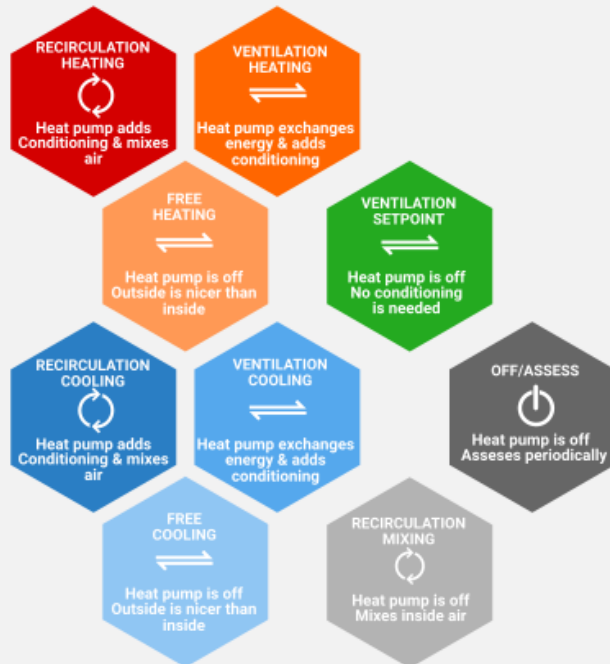 RECIRCULATION
HEATING
Heat pump adds
Conditioning & mixes
air
VENTILATION
HEATING
Heat pump exchanges
energy & adds
conditioning
FREE
HEATING
Heat pump is off
Outside is nicer than
inside
VENTILATION
SETPOINT
Heat pump is off
No conditioning
is needed
RECIRCULATION
COOLING
Heat pump adds
Conditioning & mixes
air
VENTILATION
COOLING
Heat pump exchanges
energy & adds
conditioning
OFF/ASSESS
Heat pump is off
Asseses periodically
FREE
COOLING
Heat pump is off
Outside is nicer than
inside
RECIRCULATION
MIXING
Heat pump is off
Mixes inside air